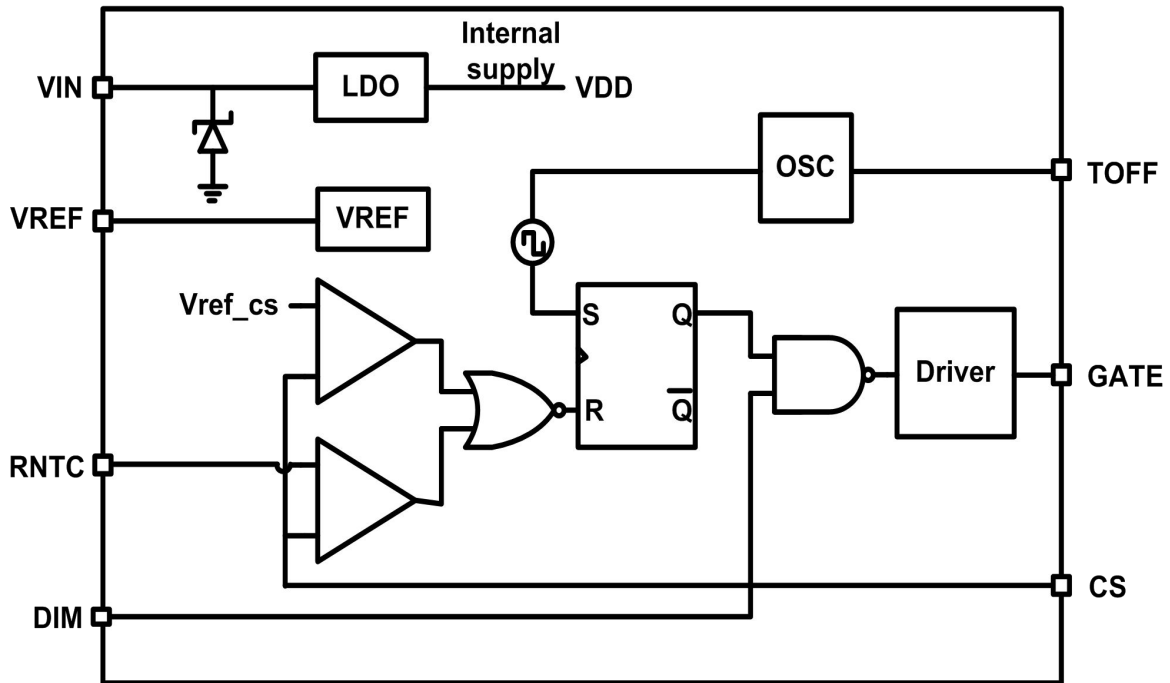 Internal
supply
VIN
LDO
VDD
OSC
TOFF
VREF
VREF
Vref_cs
S
Q
Driver
GATE
R
Q̅
RNTC
CS
DIM